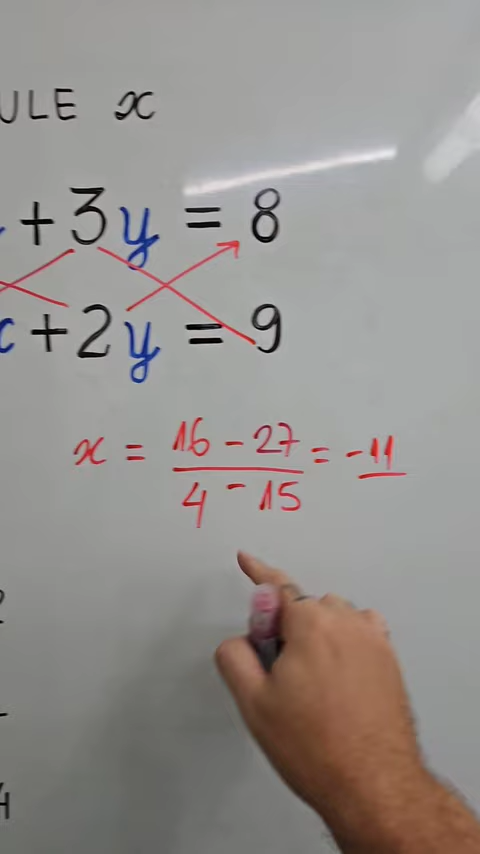 ULE x
+3y = 8
+2y = 9
x = 16 - 27 / 4 - 15 = -11